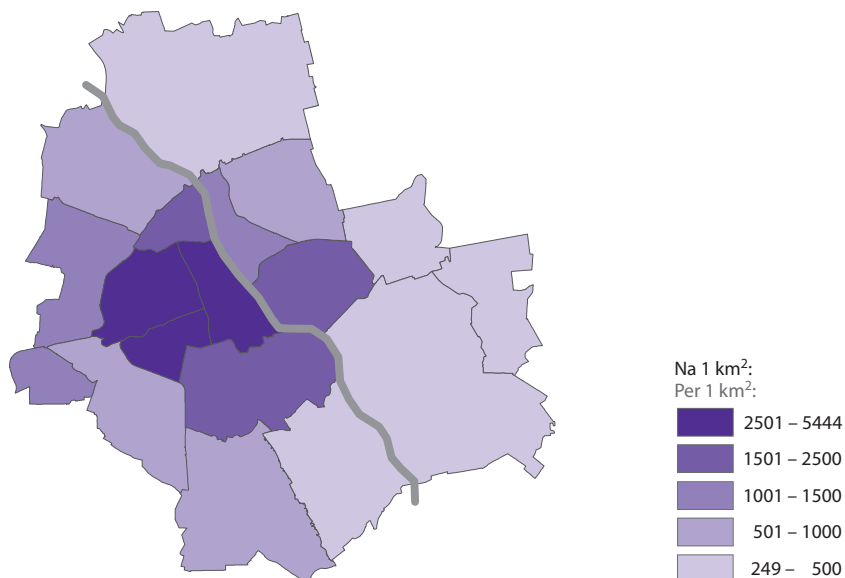 Na 1 km²:
Per 1 km²:
2501 – 5444
1501 – 2500
1001 – 1500
501 – 1000
249 – 500